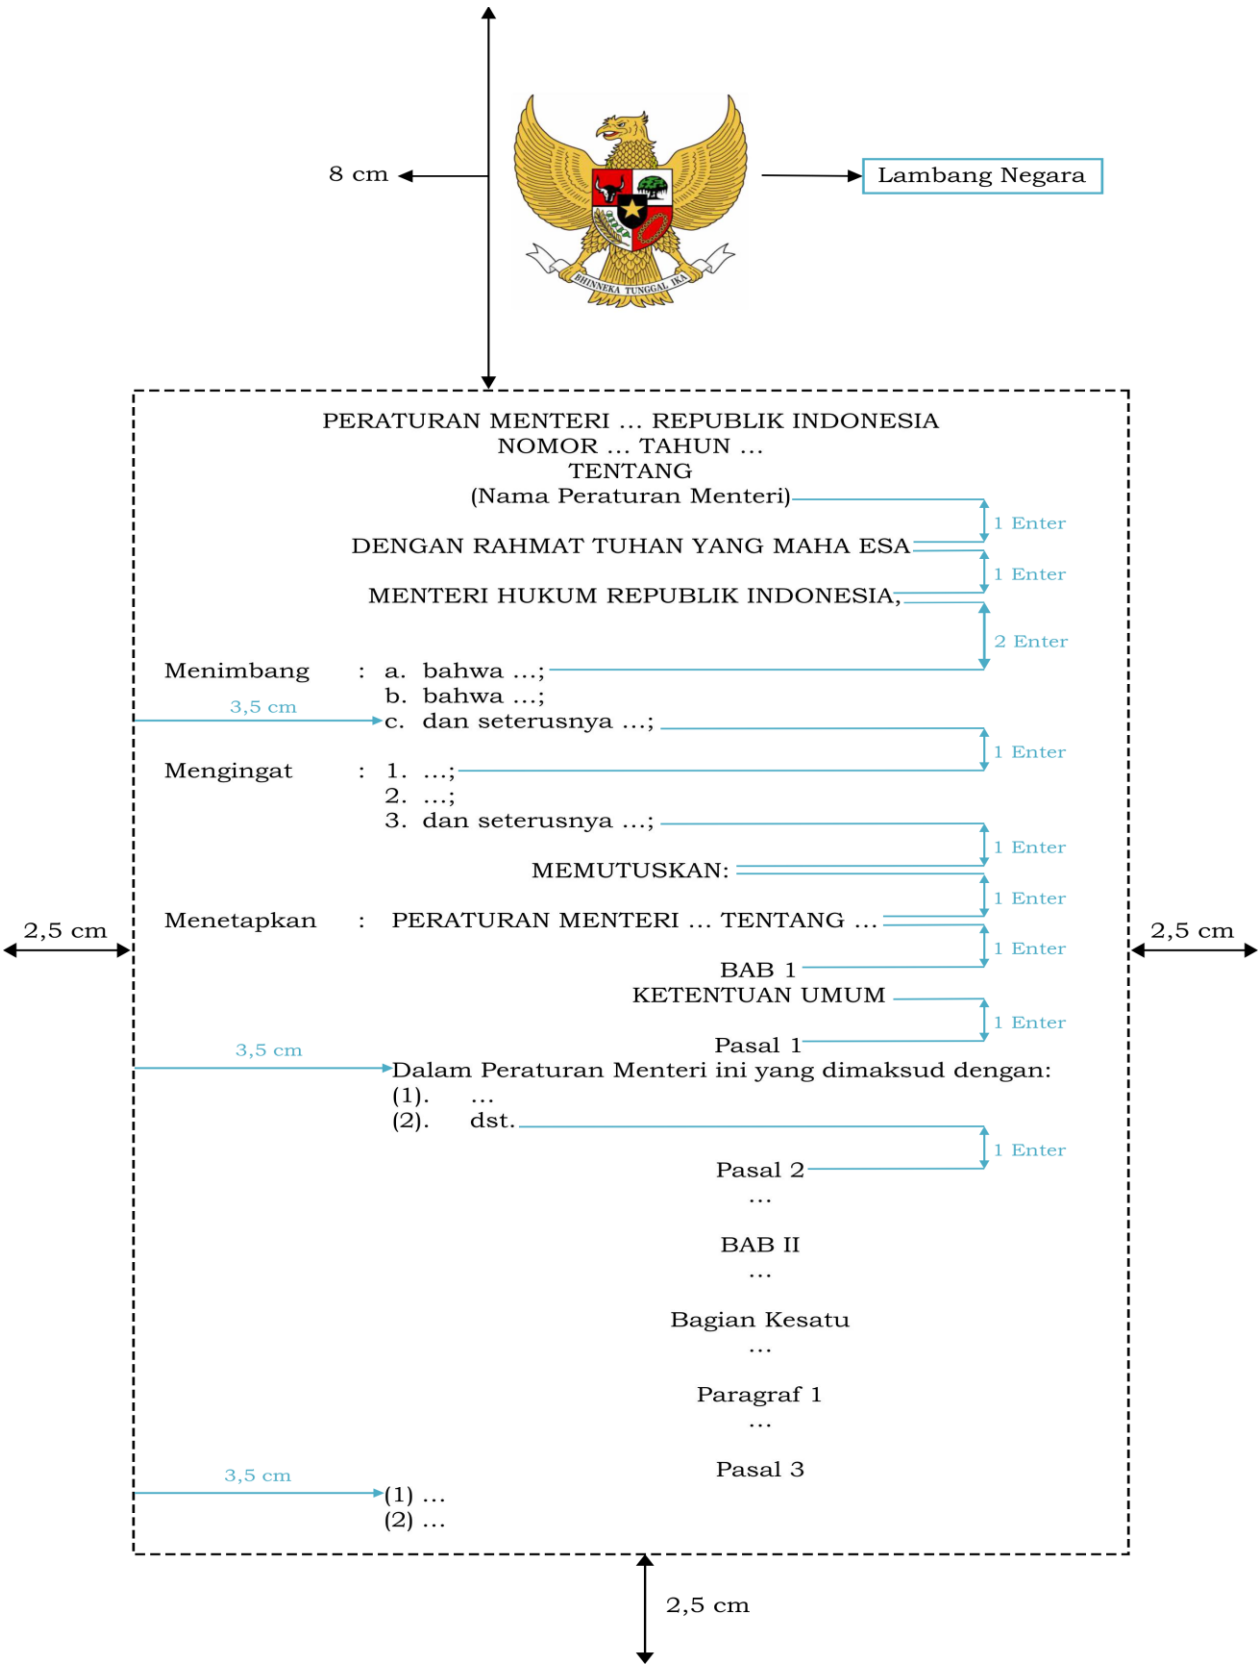 8 cm
Lambang Negara
BHINNEKA TUNGGAL IKA
PERATURAN MENTERI ... REPUBLIK INDONESIA
NOMOR ... TAHUN ...
TENTANG
(Nama Peraturan Menteri)
1 Enter
DENGAN RAHMAT TUHAN YANG MAHA ESA
1 Enter
MENTERI HUKUM REPUBLIK INDONESIA,
2 Enter
Menimbang : a. bahwa ...;
b. bahwa ...;
3,5 cm
c. dan seterusnya ...;
1 Enter
Mengingat : 1. ...;
2. ...;
3. dan seterusnya ...;
1 Enter
MEMUTUSKAN:
1 Enter
Menetapkan : PERATURAN MENTERI ... TENTANG ...
2,5 cm
2,5 cm
1 Enter
BAB 1
KETENTUAN UMUM
1 Enter
Pasal 1
3,5 cm
Dalam Peraturan Menteri ini yang dimaksud dengan:
(1). ...
(2). dst.
1 Enter
Pasal 2
...
BAB II
...
Bagian Kesatu
...
Paragraf 1
...
Pasal 3
3,5 cm
(1) ...
(2) ...
2,5 cm